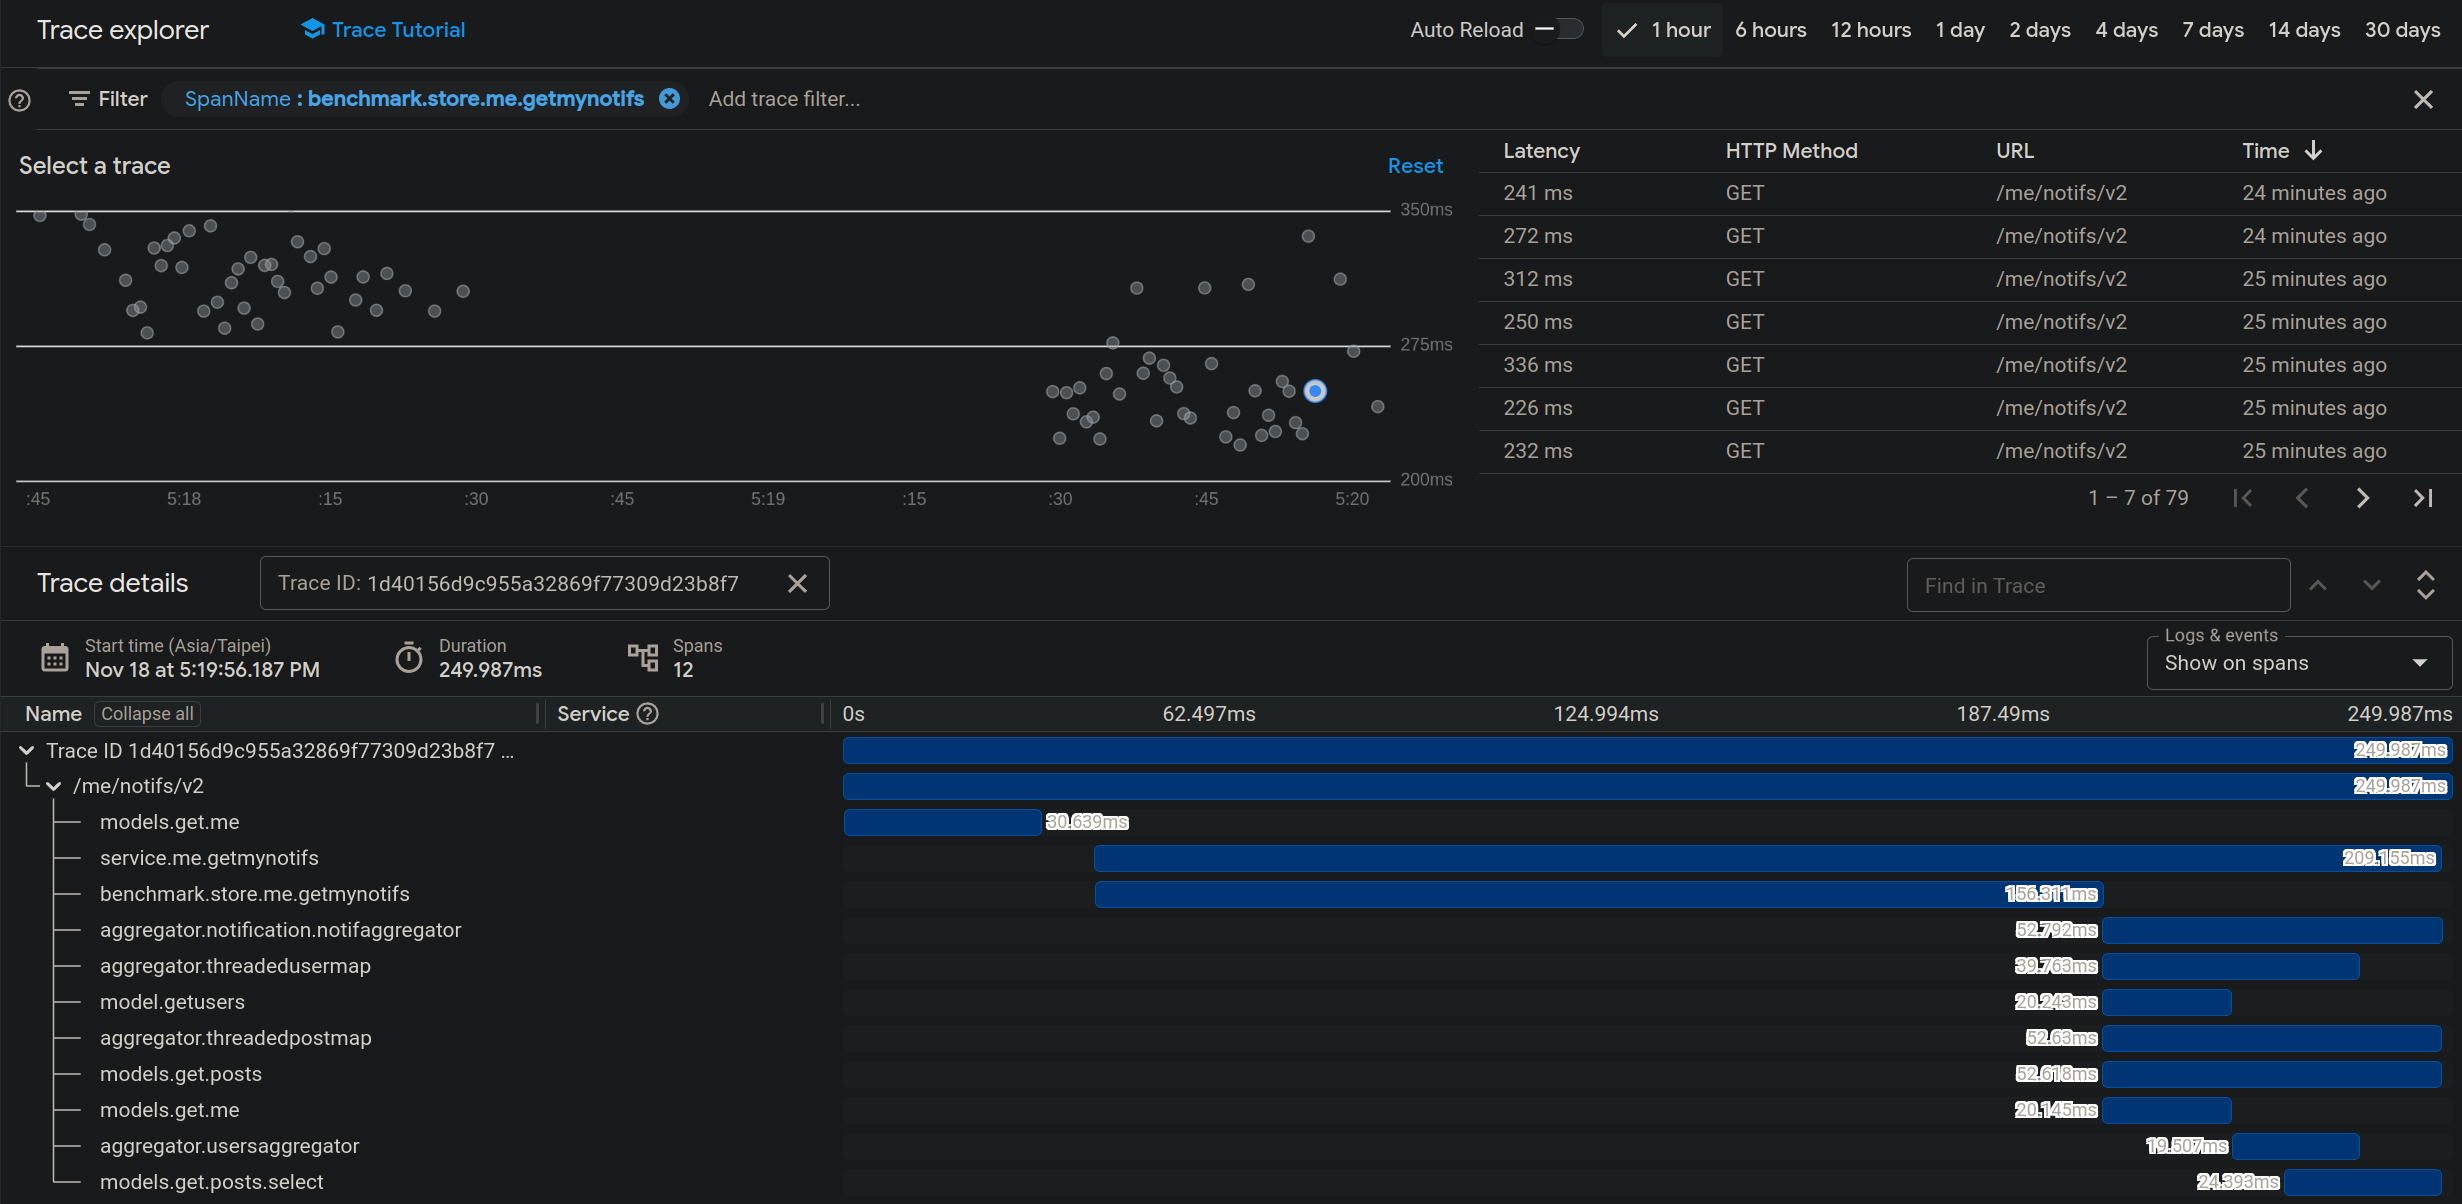 Trace explorer
Trace Tutorial
Auto Reload
1 hour 6 hours 12 hours 1 day 2 days 4 days 7 days 14 days 30 days
Filter SpanName : benchmark.store.me.getmynotifs Add trace filter...
Select a trace
Reset
350ms
275ms
200ms
:45 5:18 :15 :30 :45 5:19 :15 :30 :45 5:20
Latency HTTP Method URL Time
241 ms GET /me/notifs/v2 24 minutes ago
272 ms GET /me/notifs/v2 24 minutes ago
312 ms GET /me/notifs/v2 25 minutes ago
250 ms GET /me/notifs/v2 25 minutes ago
336 ms GET /me/notifs/v2 25 minutes ago
226 ms GET /me/notifs/v2 25 minutes ago
232 ms GET /me/notifs/v2 25 minutes ago
1 – 7 of 79
Trace details
Trace ID: 1d40156d9c955a32869f77309d23b8f7
Find in Trace
Start time (Asia/Taipei)
Nov 18 at 5:19:56.187 PM
Duration
249.987ms
Spans
12
Logs & events
Show on spans
Name Collapse all Service 0s 62.497ms 124.994ms 187.49ms 249.987ms
Trace ID 1d40156d9c955a32869f77309d23b8f7 ... 249.987ms
/me/notifs/v2 249.987ms
models.get.me 30.639ms
service.me.getmynotifs 209.155ms
benchmark.store.me.getmynotifs 156.311ms
aggregator.notification.notifaggregator 52.792ms
aggregator.threadedusermap 39.763ms
model.getusers 20.243ms
aggregator.threadedpostmap 52.63ms
models.get.posts 52.618ms
models.get.me 20.145ms
aggregator.usersaggregator 19.507ms
models.get.posts.select 24.393ms